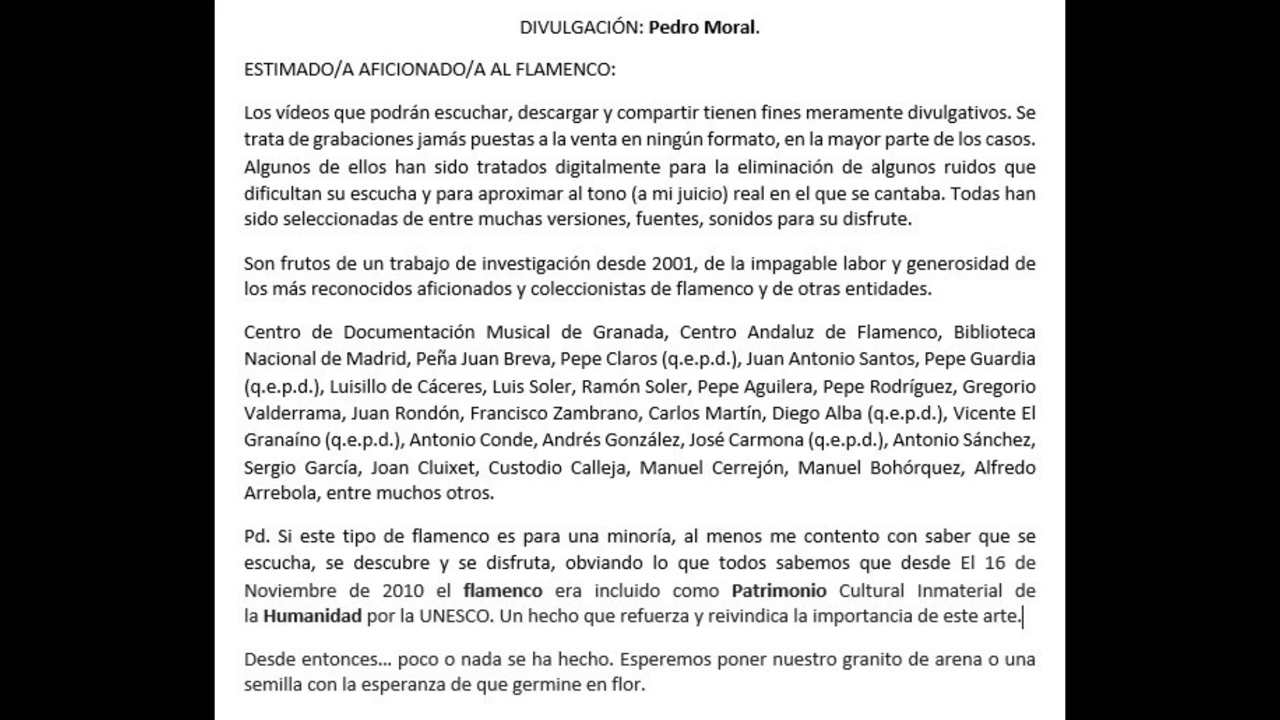 DIVULGACIÓN: Pedro Moral.
ESTIMADO/A AFICIONADO/A AL FLAMENCO:
Los vídeos que podrán escuchar, descargar y compartir tienen fines meramente divulgativos. Se
trata de grabaciones jamás puestas a la venta en ningún formato, en la mayor parte de los casos.
Algunos de ellos han sido tratados digitalmente para la eliminación de algunos ruidos que
dificultan su escucha y para aproximar al tono (a mi juicio) real en el que se cantaba. Todas han
sido seleccionadas de entre muchas versiones, fuentes, sonidos para su disfrute.
Son frutos de un trabajo de investigación desde 2001, de la impagable labor y generosidad de
los más reconocidos aficionados y coleccionistas de flamenco y de otras entidades.
Centro de Documentación Musical de Granada, Centro Andaluz de Flamenco, Biblioteca
Nacional de Madrid, Peña Juan Breva, Pepe Claros (q.e.p.d.), Juan Antonio Santos, Pepe Guardia
(q.e.p.d.), Luisillo de Cáceres, Luis Soler, Ramón Soler, Pepe Aguilera, Pepe Rodríguez, Gregorio
Valderrama, Juan Rondón, Francisco Zambrano, Carlos Martín, Diego Alba (q.e.p.d.), Vicente El
Granaíno (q.e.p.d.), Antonio Conde, Andrés González, José Carmona (q.e.p.d.), Antonio Sánchez,
Sergio García, Joan Cluixet, Custodio Calleja, Manuel Cerrejón, Manuel Bohórquez, Alfredo
Arrebola, entre muchos otros.
Pd. Si este tipo de flamenco es para una minoría, al menos me contento con saber que se
escucha, se descubre y se disfruta, obviando lo que todos sabemos que desde El 16 de
Noviembre de 2010 el flamenco era incluido como Patrimonio Cultural Inmaterial de
la Humanidad por la UNESCO. Un hecho que refuerza y reivindica la importancia de este arte.
Desde entonces... poco o nada se ha hecho. Esperemos poner nuestro granito de arena o una
semilla con la esperanza de que germine en flor.